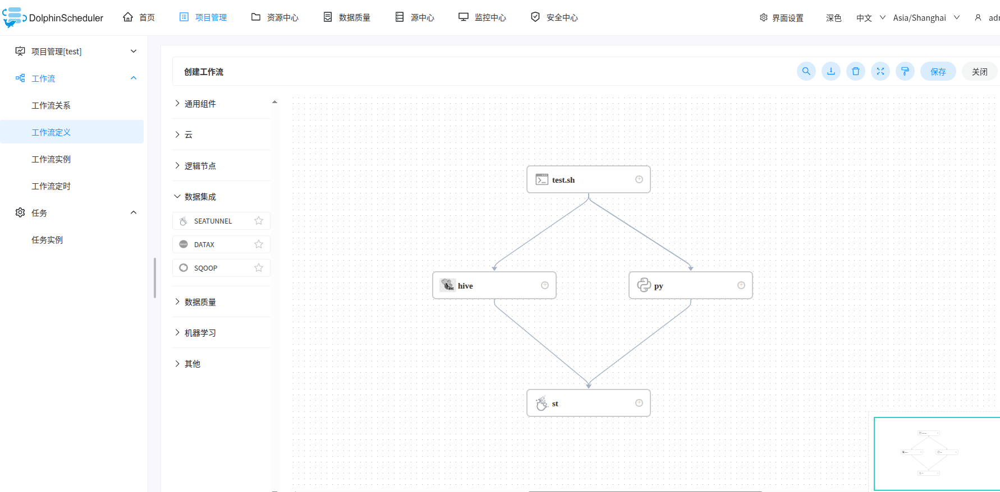 DolphinScheduler 首页 项目管理 资源中心 数据质量 源中心 监控中心 安全中心 界面设置 深色 中文 Asia/Shanghai
项目管理[test]
工作流
工作流关系
工作流定义
工作流实例
工作流定时
任务
任务实例
创建工作流 保存 关闭
通用组件
云
逻辑节点
数据集成
SEATUNNEL
DATAX
SQOOP
数据质量
机器学习
其他
test.sh
hive
py
st